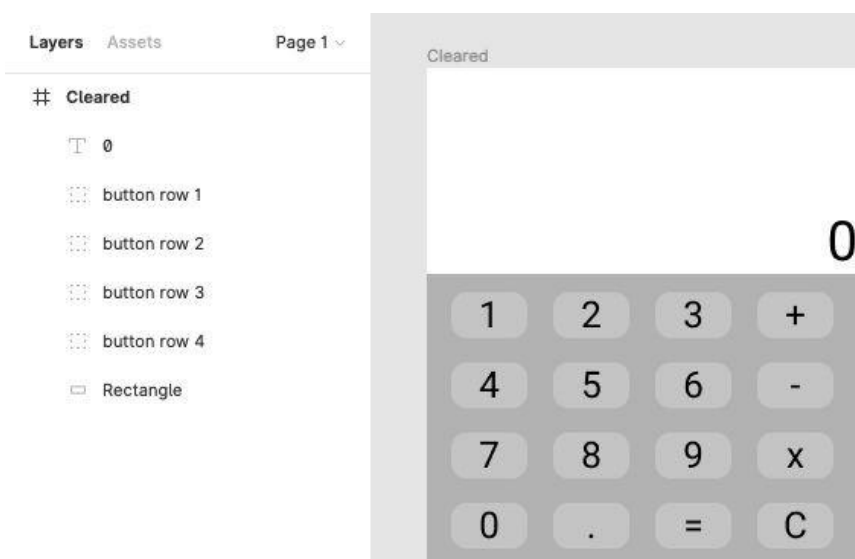 Layers Assets Page 1
Cleared
0
button row 1
button row 2
button row 3
button row 4
Rectangle
Cleared
0
1 2 3 +
4 5 6 -
7 8 9 x
0 . = C